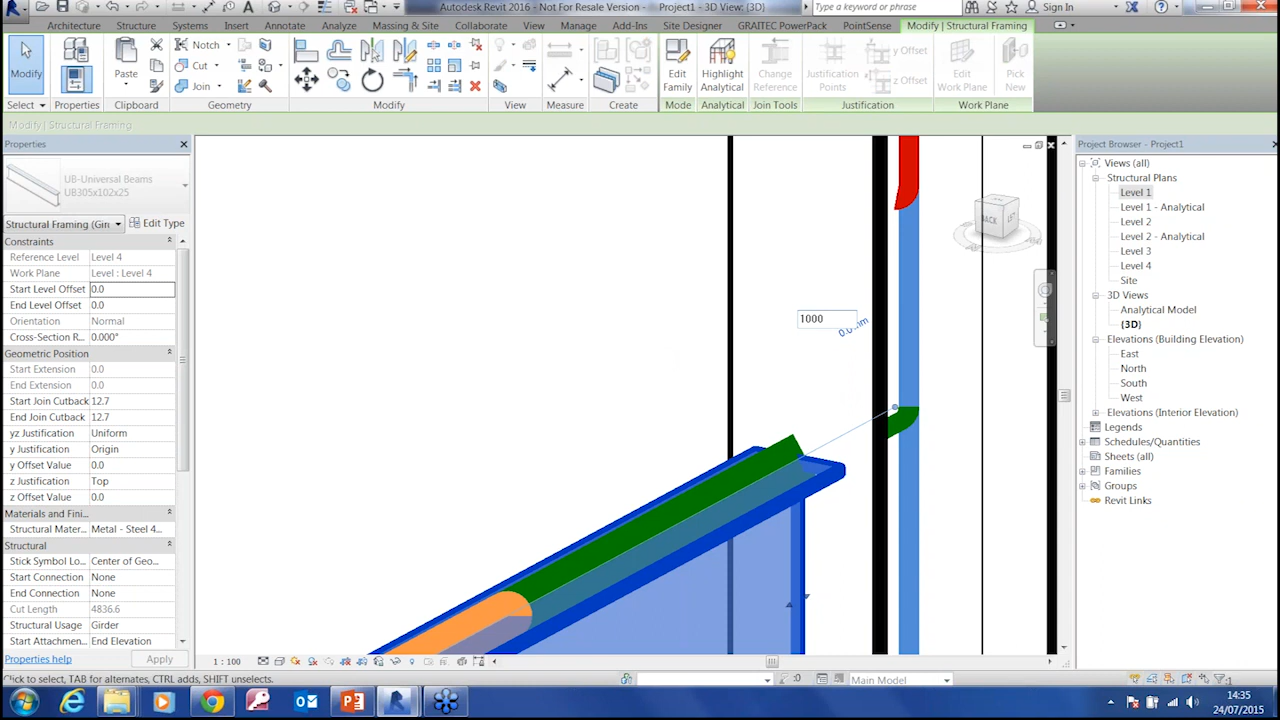 Autodesk Revit 2016 - Not For Resale Version - Project1 - 3D View: {3D}
Type a keyword or phrase
Sign In
Architecture Structure Systems Insert Annotate Analyze Massing & Site Collaborate View Manage Add-Ins Site Designer GRAITEC PowerPack PointSense Modify | Structural Framing
Modify
Paste
Notch
Cut
Join
Edit Family
Highlight Analytical
Change Reference
Justification Points
y Offset
z Offset
Edit Work Plane
Pick New
Select Properties Clipboard Geometry Modify View Measure Create Mode Analytical Join Tools Justification Work Plane
Modify | Structural Framing
Properties
UB-Universal Beams
UB305x102x25
Structural Framing (Gir
Edit Type
Constraints
Reference Level Level 4
Work Plane Level : Level 4
Start Level Offset 0.0
End Level Offset 0.0
Orientation Normal
Cross-Section R... 0.000°
Geometric Position
Start Extension 0.0
End Extension 0.0
Start Join Cutback 12.7
End Join Cutback 12.7
yz Justification Uniform
y Justification Origin
y Offset Value 0.0
z Justification Top
z Offset Value 0.0
Materials and Fini...
Structural Mater... Metal - Steel 4...
Structural
Stick Symbol Lo... Center of Geo...
Start Connection None
End Connection None
Cut Length 4836.6
Structural Usage Girder
Start Attachmen... End Elevation
Properties help
Apply
1000
BACK
LEFT
Project Browser - Project1
Views (all)
Structural Plans
Level 1
Level 1 - Analytical
Level 2
Level 2 - Analytical
Level 3
Level 4
Site
3D Views
Analytical Model
{3D}
Elevations (Building Elevation)
East
North
South
West
Elevations (Interior Elevation)
Legends
Schedules/Quantities
Sheets (all)
Families
Groups
Revit Links
1 : 100
Click to select, TAB for alternates, CTRL adds, SHIFT unselects.
:0
Main Model
:1
14:35
24/07/2015